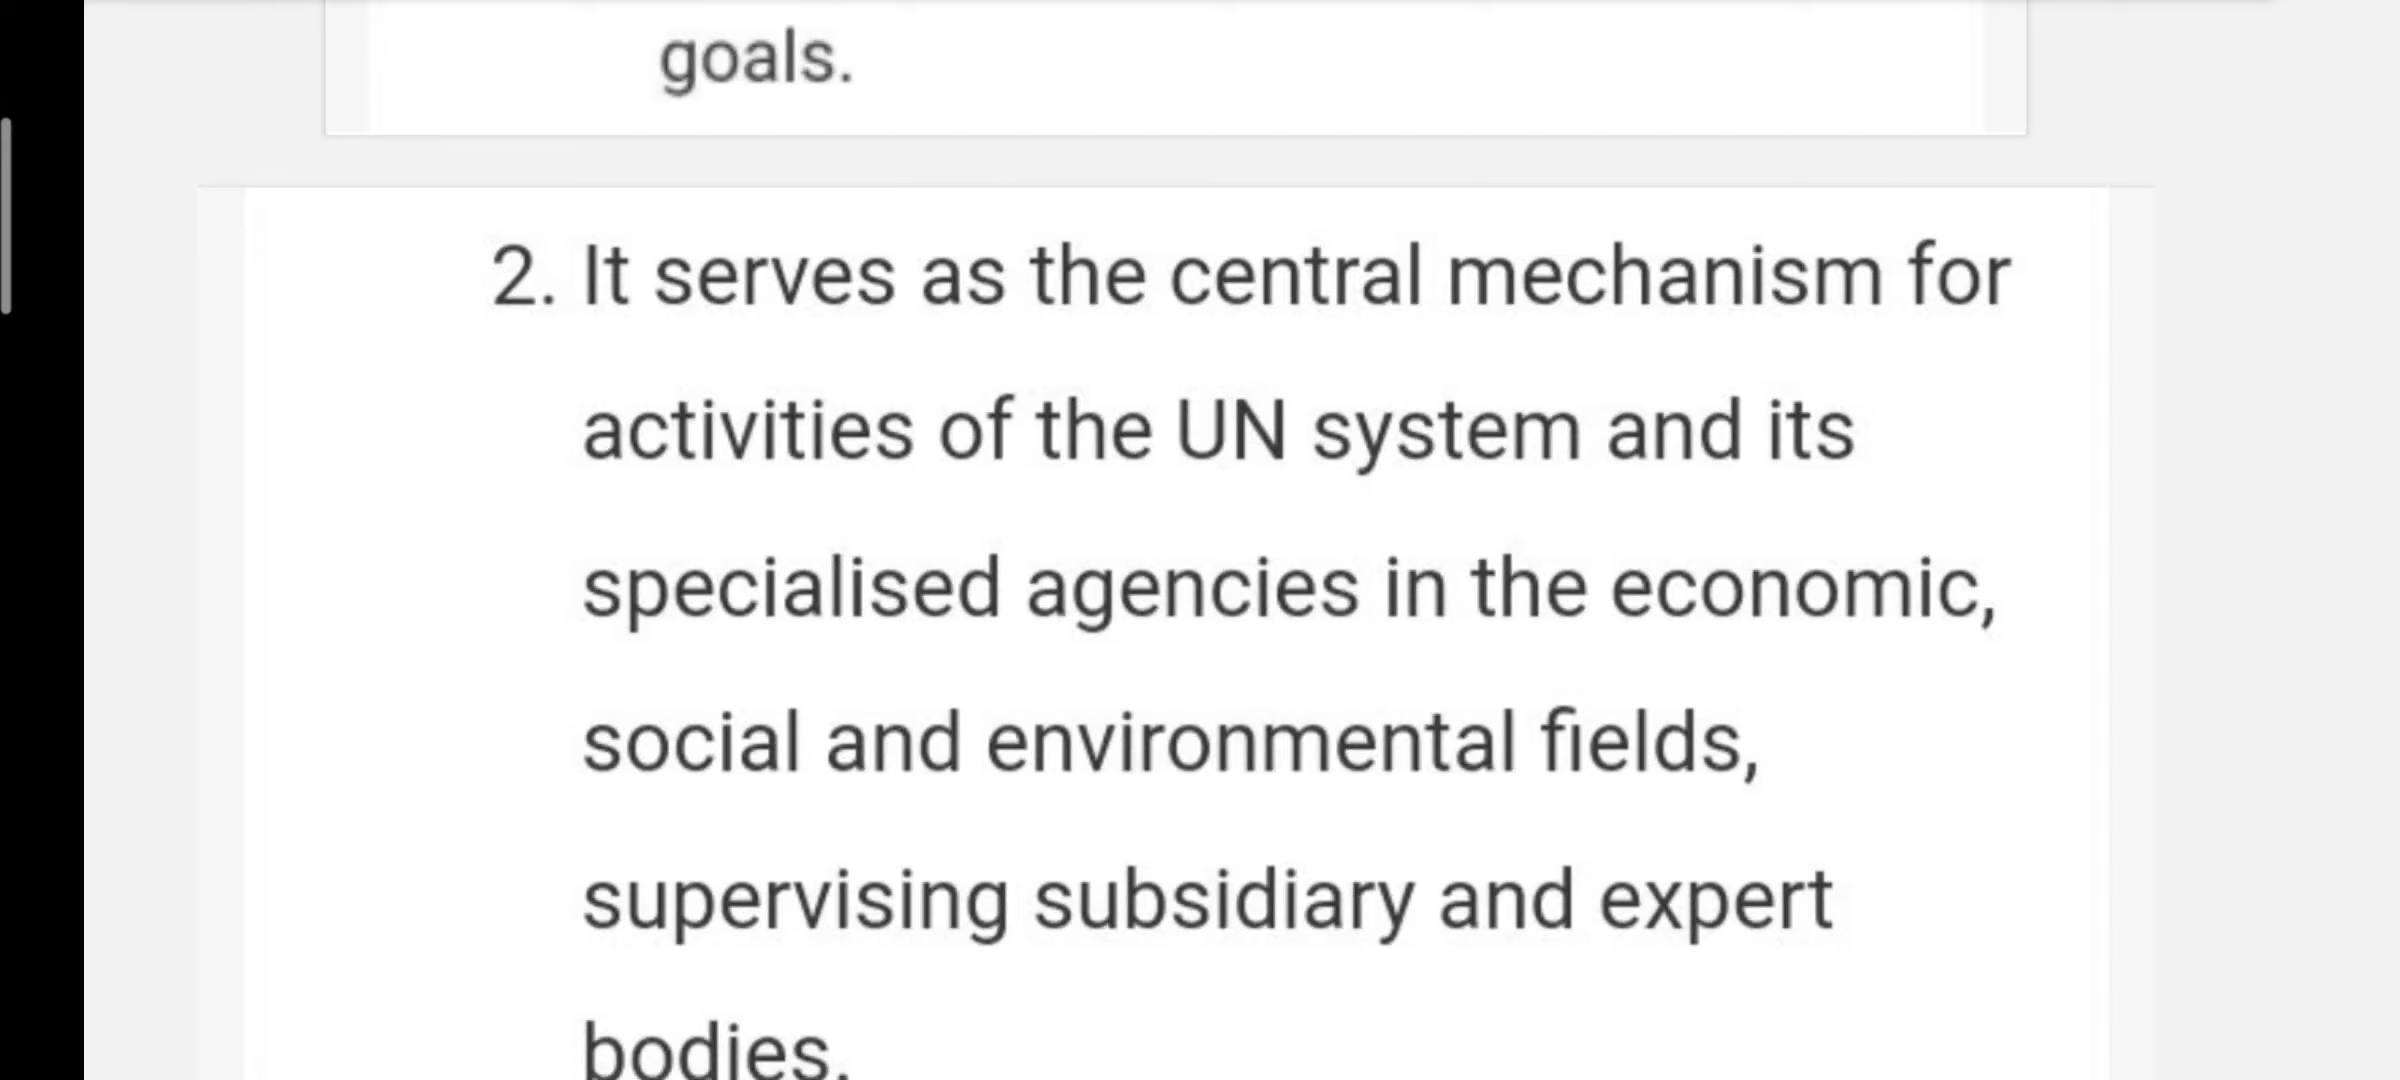 goals.
2. It serves as the central mechanism for
activities of the UN system and its
specialised agencies in the economic,
social and environmental fields,
supervising subsidiary and expert
bodies.